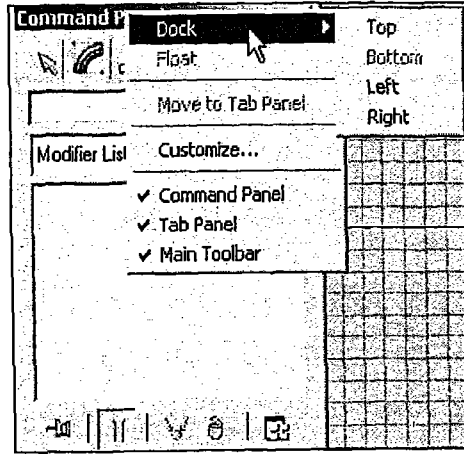 Command P
Dock
Float
Move to Tab Panel
Customize...
Command Panel
Tab Panel
Main Toolbar
Top
Bottom
Left
Right
Modifier List